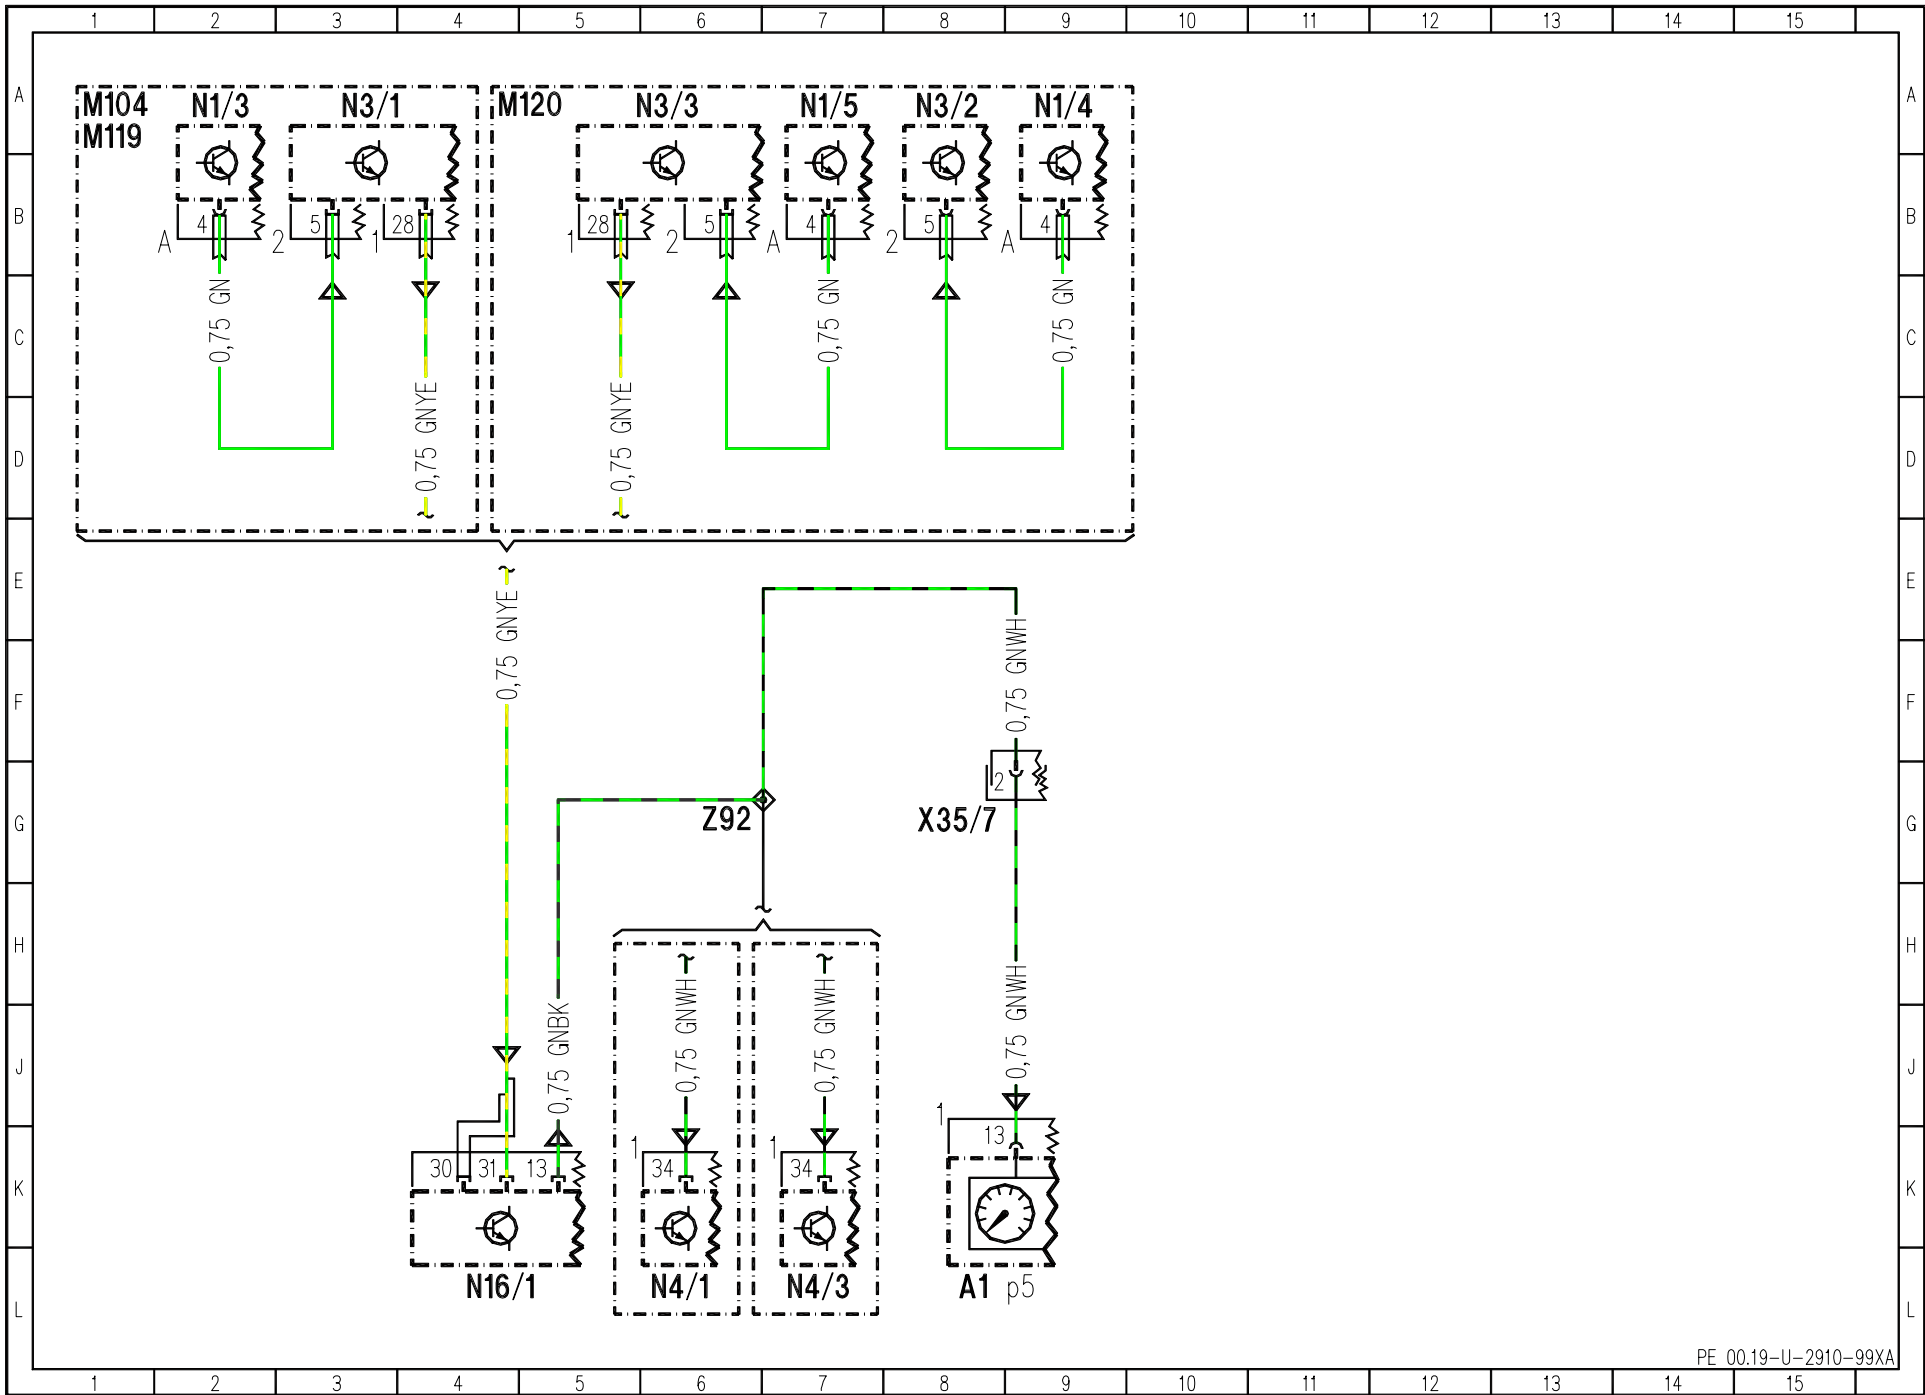 1 2 3 4 5 6 7 8 9 10 11 12 13 14 15
A A
M104 N1/3 N3/1 M120 N3/3 N1/5 N3/2 N1/4
M119
B B
4 5 28 28 5 4 5 4
A 2 1 1 2 A 2 A
0,75 GN
0,75 GN
0,75 GN
C C
0,75 GNYE
0,75 GNYE
D D
E E
0,75 GNYE
0,75 GNWH
F F
2
Z92 X35/7
G G
H H
0,75 GNBK
0,75 GNWH
0,75 GNWH
0,75 GNWH
J J
1
13
1 1
30 31 13 34 34
K K
N16/1 N4/1 N4/3 A1 p5
L L
PE 00.19-U-2910-99XA
1 2 3 4 5 6 7 8 9 10 11 12 13 14 15